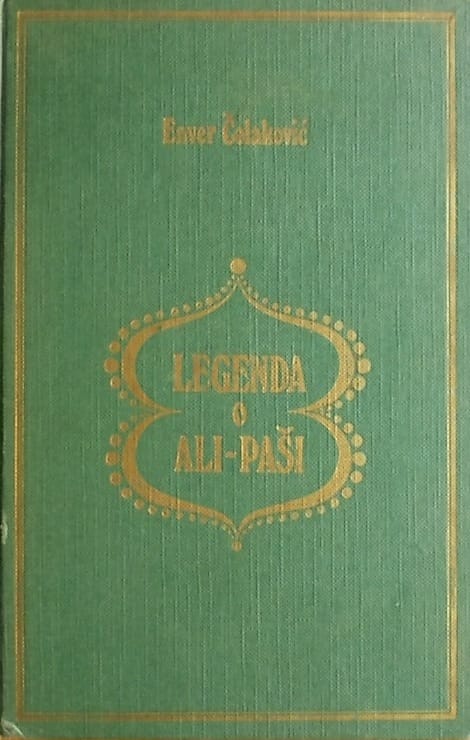 Enver Čolaković
LEGENDA
O
ALI-PAŠI